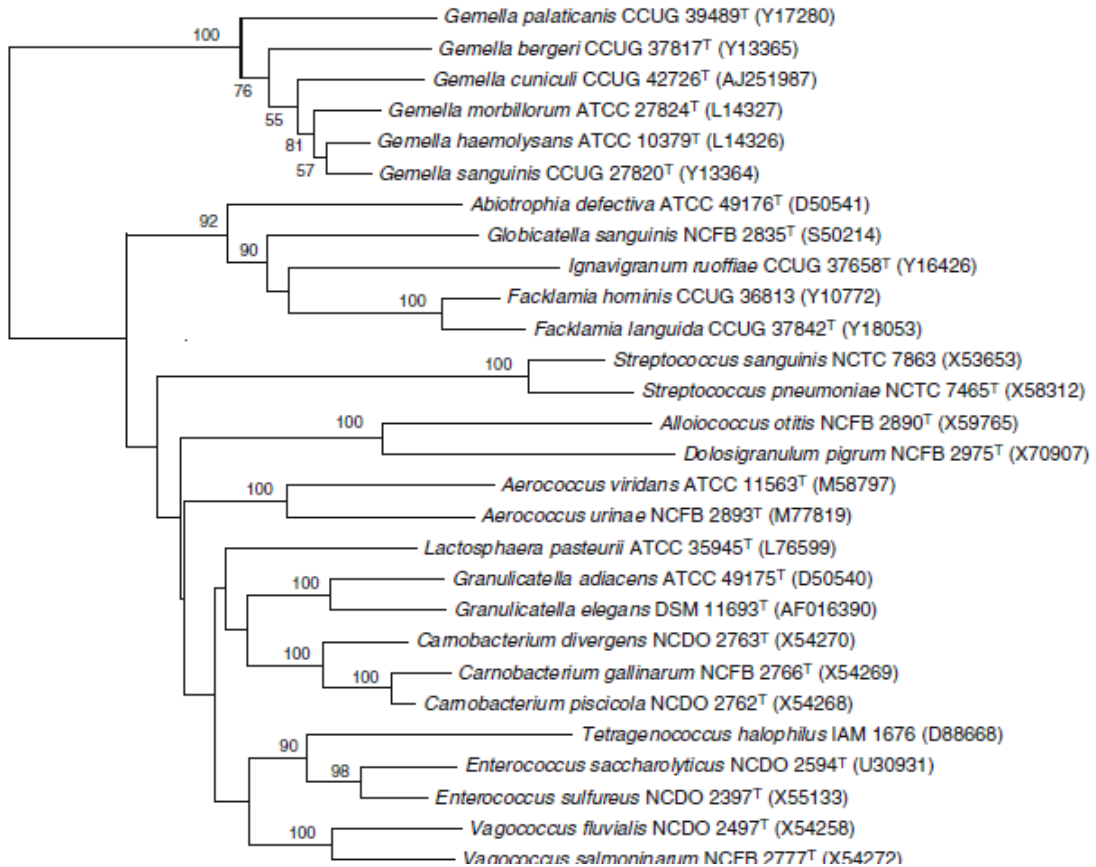 100
Gemella palaticanis CCUG 39489ᵀ (Y17280)
Gemella bergeri CCUG 37817ᵀ (Y13365)
76
Gemella cuniculi CCUG 42726ᵀ (AJ251987)
55
Gemella morbillorum ATCC 27824ᵀ (L14327)
81
Gemella haemolysans ATCC 10379ᵀ (L14326)
57
Gemella sanguinis CCUG 27820ᵀ (Y13364)
92
Abiotrophia defectiva ATCC 49176ᵀ (D50541)
90
Globicatella sanguinis NCFB 2835ᵀ (S50214)
Ignavigranum ruoffiae CCUG 37658ᵀ (Y16426)
100
Facklamia hominis CCUG 36813 (Y10772)
Facklamia languida CCUG 37842ᵀ (Y18053)
100
Streptococcus sanguinis NCTC 7863 (X53653)
Streptococcus pneumoniae NCTC 7465ᵀ (X58312)
100
Alloiococcus otitis NCFB 2890ᵀ (X59765)
Dolosigranulum pigrum NCFB 2975ᵀ (X70907)
100
Aerococcus viridans ATCC 11563ᵀ (M58797)
Aerococcus urinae NCFB 2893ᵀ (M77819)
Lactosphaera pasteurii ATCC 35945ᵀ (L76599)
100
Granulicatella adiacens ATCC 49175ᵀ (D50540)
Granulicatella elegans DSM 11693ᵀ (AF016390)
100
Carnobacterium divergens NCDO 2763ᵀ (X54270)
100
Carnobacterium gallinarum NCFB 2766ᵀ (X54269)
Carnobacterium piscicola NCDO 2762ᵀ (X54268)
90
Tetragenococcus halophilus IAM 1676 (D88668)
98
Enterococcus saccharolyticus NCDO 2594ᵀ (U30931)
Enterococcus sulfureus NCDO 2397ᵀ (X55133)
100
Vagococcus fluvialis NCDO 2497ᵀ (X54258)
Vagococcus salmoninarum NCFB 2777ᵀ (X54272)